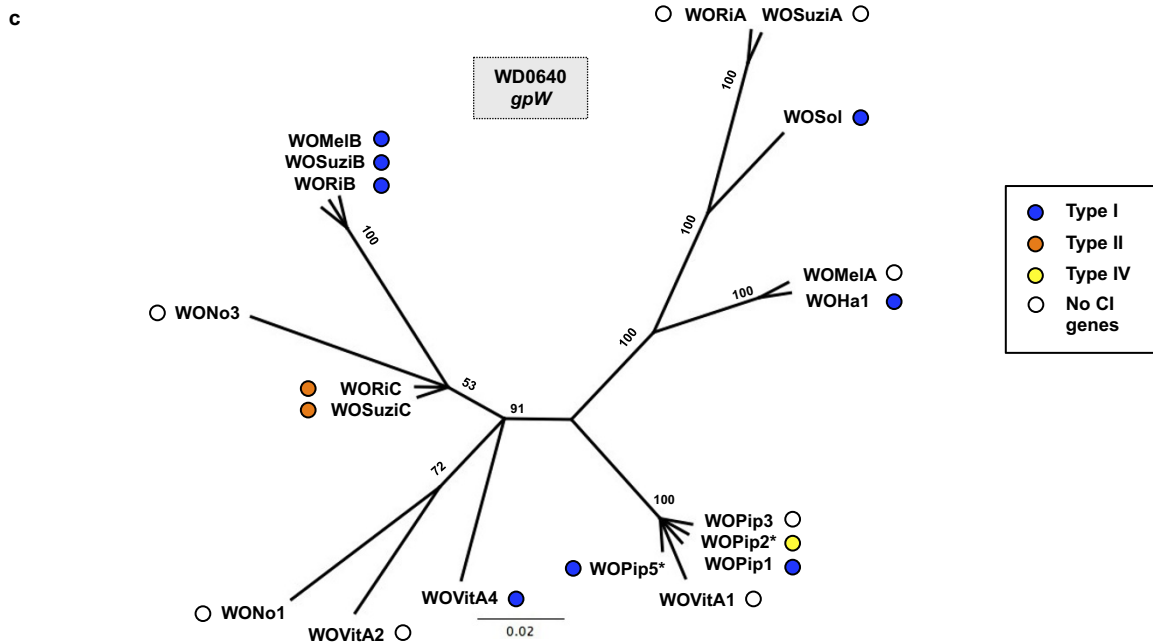 c
WORiA WOSuziA
WD0640
gpW
100
WOSol
WOMelB
WOSuziB
WORiB
100
100
Type I
Type II
Type IV
No CI
genes
WOMelA
WOHa1
100
WONo3
100
53
WORiC
WOSuziC
91
72
100
WOPip3
WOPip2*
WOPip1
WOPip5*
WOVitA1
WOVitA4
WONo1
WOVitA2
0.02